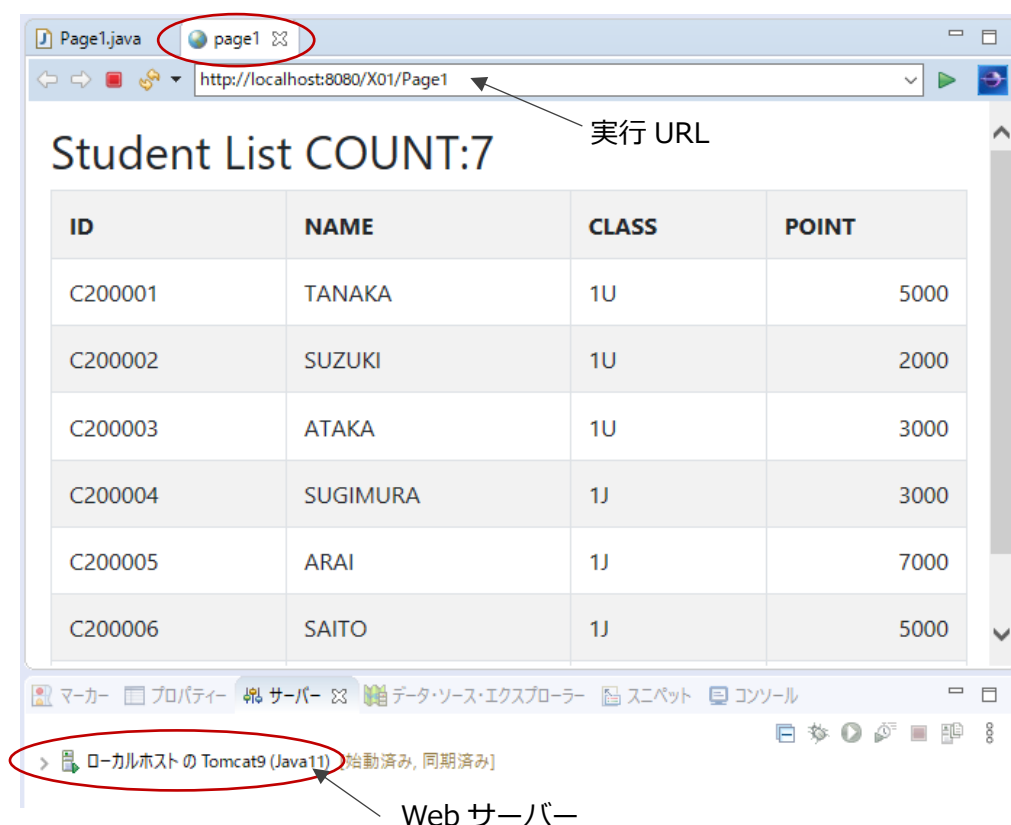 Page1.java page1
http://localhost:8080/X01/Page1
実行 URL
Student List COUNT:7
ID NAME CLASS POINT
C200001 TANAKA 1U 5000
C200002 SUZUKI 1U 2000
C200003 ATAKA 1U 3000
C200004 SUGIMURA 1J 3000
C200005 ARAI 1J 7000
C200006 SAITO 1J 5000
マーカー プロパティー サーバー データ・ソース・エクスプローラー スニペット コンソール
ローカルホスト の Tomcat9 (Java11) [始動済み, 同期済み]
Web サーバー